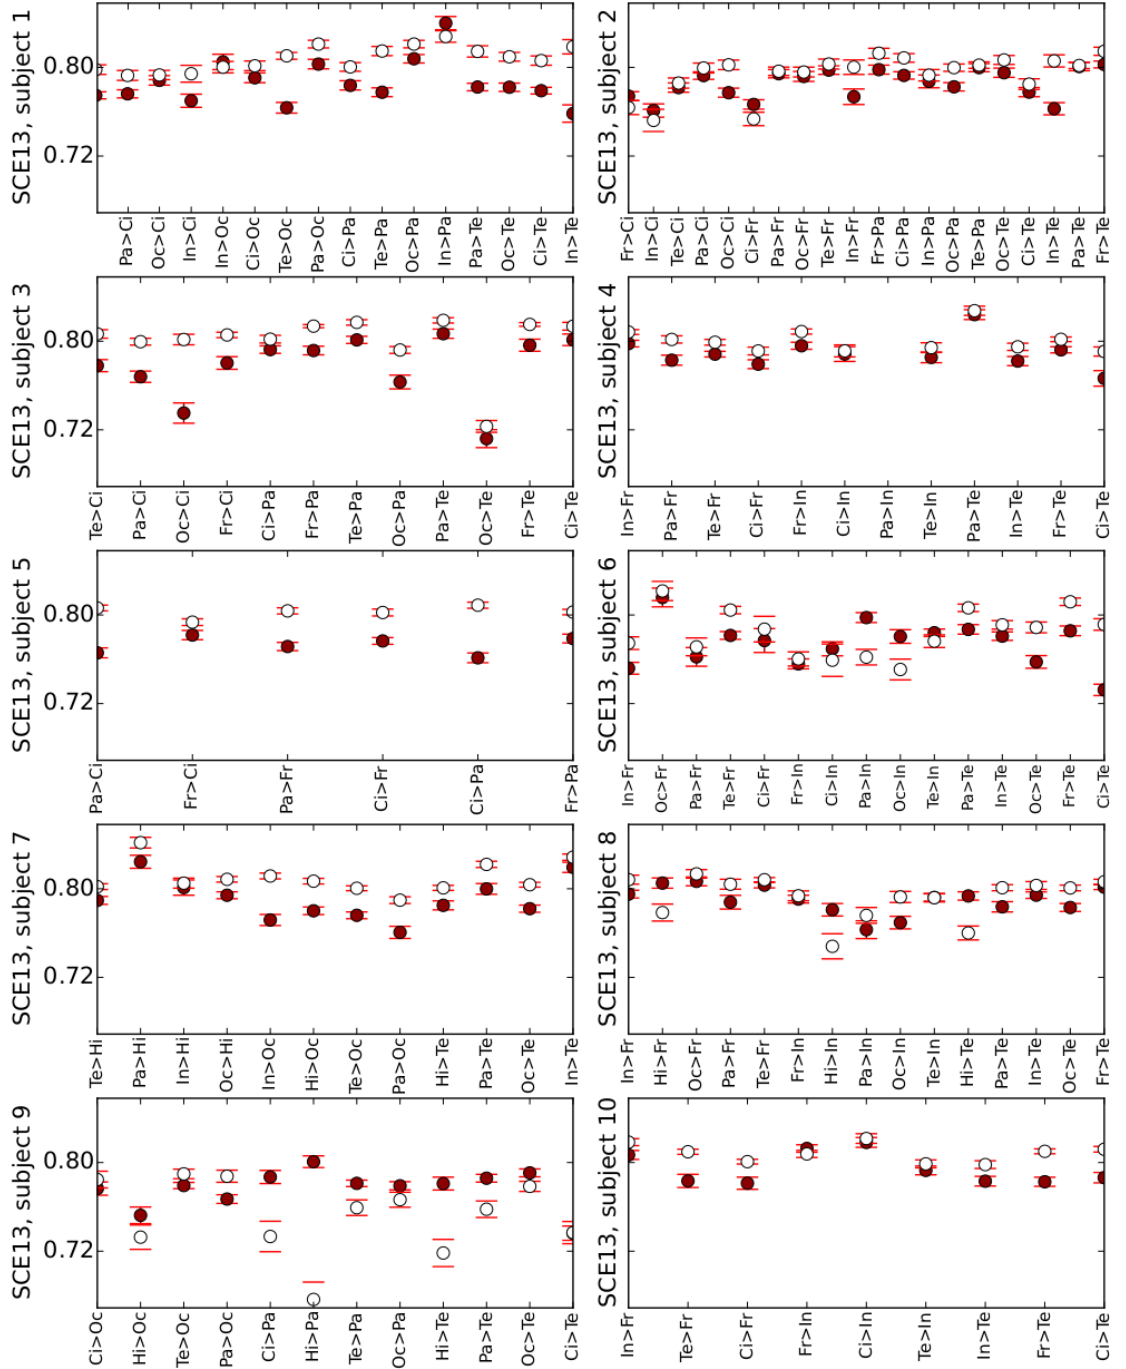 SCE13, subject 1
0.80
0.72
Pa>Ci
Oc>Ci
In>Ci
In>Oc
Ci>Oc
Te>Oc
Pa>Oc
Ci>Pa
Te>Pa
Oc>Pa
In>Pa
Pa>Te
Oc>Te
Ci>Te
In>Te
SCE13, subject 2
Fr>Ci
In>Ci
Te>Ci
Pa>Ci
Oc>Ci
Ci>Fr
Pa>Fr
Oc>Fr
Te>Fr
In>Fr
Fr>Pa
Ci>Pa
In>Pa
Oc>Pa
Te>Pa
Oc>Te
Ci>Te
In>Te
Pa>Te
Fr>Te
SCE13, subject 3
0.80
0.72
Te>Ci
Pa>Ci
Oc>Ci
Fr>Ci
Ci>Pa
Fr>Pa
Te>Pa
Oc>Pa
Pa>Te
Oc>Te
Fr>Te
Ci>Te
SCE13, subject 4
In>Fr
Pa>Fr
Te>Fr
Ci>Fr
Fr>In
Ci>In
Pa>In
Te>In
Pa>Te
In>Te
Fr>Te
Ci>Te
SCE13, subject 5
0.80
0.72
Pa>Ci
Fr>Ci
Pa>Fr
Ci>Fr
Ci>Pa
Fr>Pa
SCE13, subject 6
In>Fr
Oc>Fr
Pa>Fr
Te>Fr
Ci>Fr
Fr>In
Ci>In
Pa>In
Oc>In
Te>In
Pa>Te
In>Te
Oc>Te
Fr>Te
Ci>Te
SCE13, subject 7
0.80
0.72
Te>Hi
Pa>Hi
In>Hi
Oc>Hi
In>Oc
Hi>Oc
Te>Oc
Pa>Oc
Hi>Te
Pa>Te
Oc>Te
In>Te
SCE13, subject 8
In>Fr
Hi>Fr
Oc>Fr
Pa>Fr
Te>Fr
Fr>In
Hi>In
Pa>In
Oc>In
Te>In
Hi>Te
Pa>Te
In>Te
Oc>Te
Fr>Te
SCE13, subject 9
0.80
0.72
Ci>Oc
Hi>Oc
Te>Oc
Pa>Oc
Ci>Pa
Hi>Pa
Te>Pa
Oc>Pa
Hi>Te
Pa>Te
Oc>Te
Ci>Te
SCE13, subject 10
In>Fr
Te>Fr
Ci>Fr
Fr>In
Ci>In
Te>In
In>Te
Fr>Te
Ci>Te